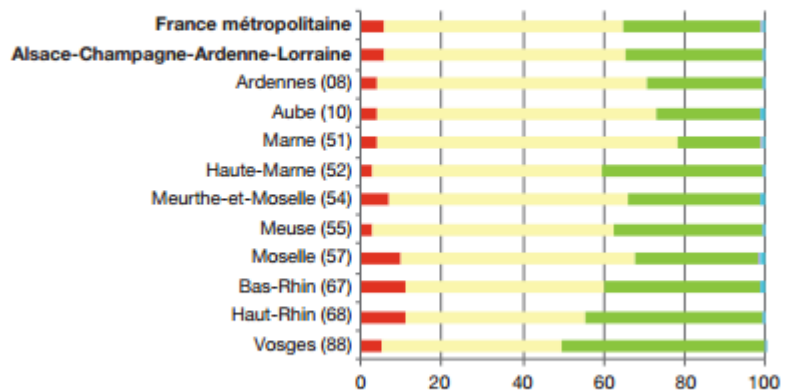 France métropolitaine
Alsace-Champagne-Ardenne-Lorraine
Ardennes (08)
Aube (10)
Marne (51)
Haute-Marne (52)
Meurthe-et-Moselle (54)
Meuse (55)
Moselle (57)
Bas-Rhin (67)
Haut-Rhin (68)
Vosges (88)
0 20 40 60 80 100